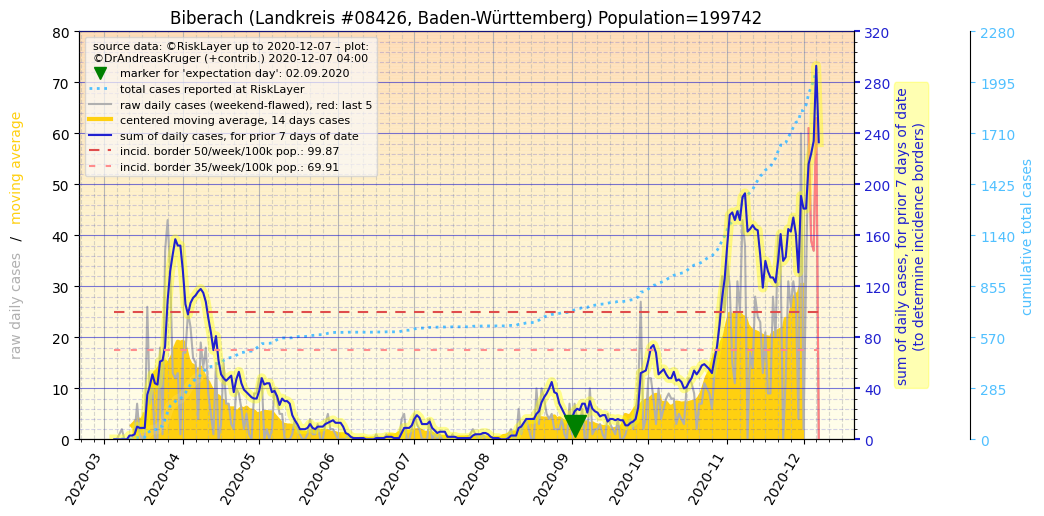 Biberach (Landkreis #08426, Baden-Württemberg) Population=199742
source data: ©RiskLayer up to 2020-12-07 – plot:
©DrAndreasKruger (+contrib.) 2020-12-07 04:00
marker for 'expectation day': 02.09.2020
total cases reported at RiskLayer
raw daily cases (weekend-flawed), red: last 5
centered moving average, 14 days cases
sum of daily cases, for prior 7 days of date
incid. border 50/week/100k pop.: 99.87
incid. border 35/week/100k pop.: 69.91
raw daily cases / moving average
80
70
60
50
40
30
20
10
0
2020-03
2020-04
2020-05
2020-06
2020-07
2020-08
2020-09
2020-10
2020-11
2020-12
320
280
240
200
160
120
80
40
0
sum of daily cases, for prior 7 days of date
(to determine incidence borders)
2280
1995
1710
1425
1140
855
570
285
0
cumulative total cases